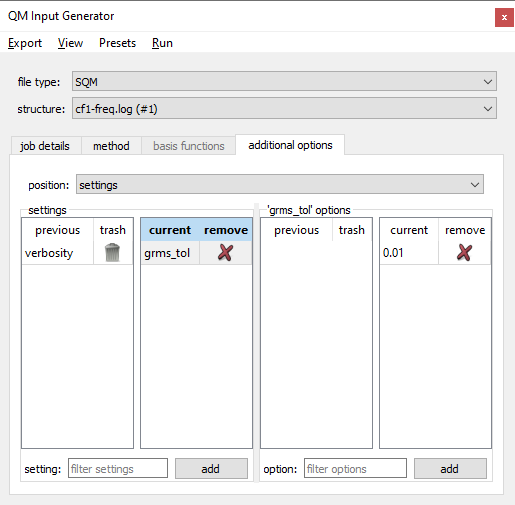 QM Input Generator
x
Export View Presets Run
file type: SQM
structure: cf1-freq.log (#1)
job details method basis functions additional options
position: settings
settings 'grms_tol' options
previous trash current remove previous trash current remove
verbosity grms_tol 0.01
setting: filter settings add option: filter options add